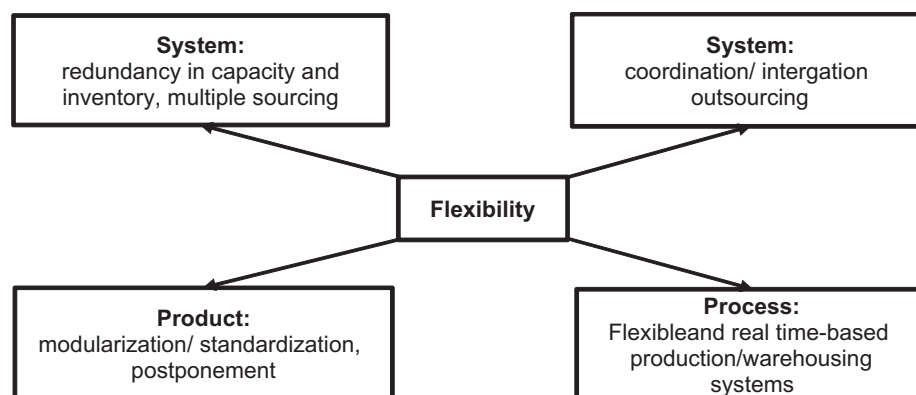 System:
redundancy in capacity and
inventory, multiple sourcing
System:
coordination/ intergation
outsourcing
Flexibility
Product:
modularization/ standardization,
postponement
Process:
Flexibleand real time-based
production/warehousing
systems